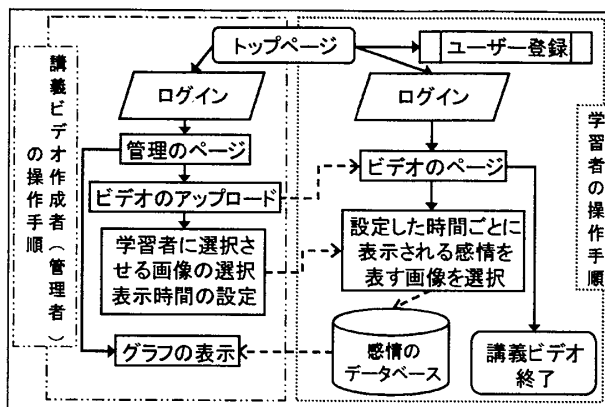 トップページ
ユーザー登録
講義ビデオ作成者(管理者)
の操作手順
ログイン
管理のページ
ビデオのアップロード
学習者に選択さ
せる画像の選択
表示時間の設定
グラフの表示
ログイン
ビデオのページ
設定した時間ごとに
表示される感情を
表す画像を選択
感情の
データベース
講義ビデオ
終了
学習者の操作手順